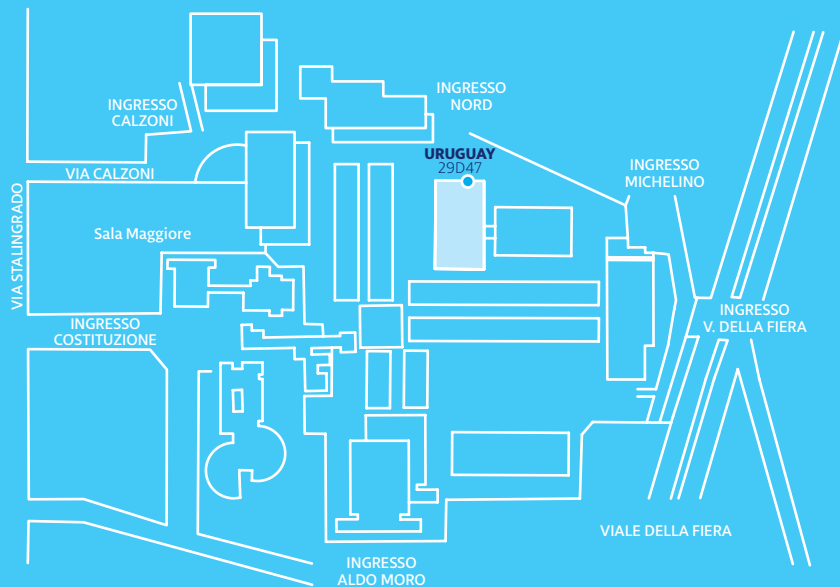 INGRESSO
NORD
INGRESSO
CALZONI
URUGUAY
29D47
VIA CALZONI
INGRESSO
MICHELINO
VIA STALINGRADO
Sala Maggiore
INGRESSO
COSTITUZIONE
INGRESSO
V. DELLA FIERA
VIALE DELLA FIERA
INGRESSO
ALDO MORO